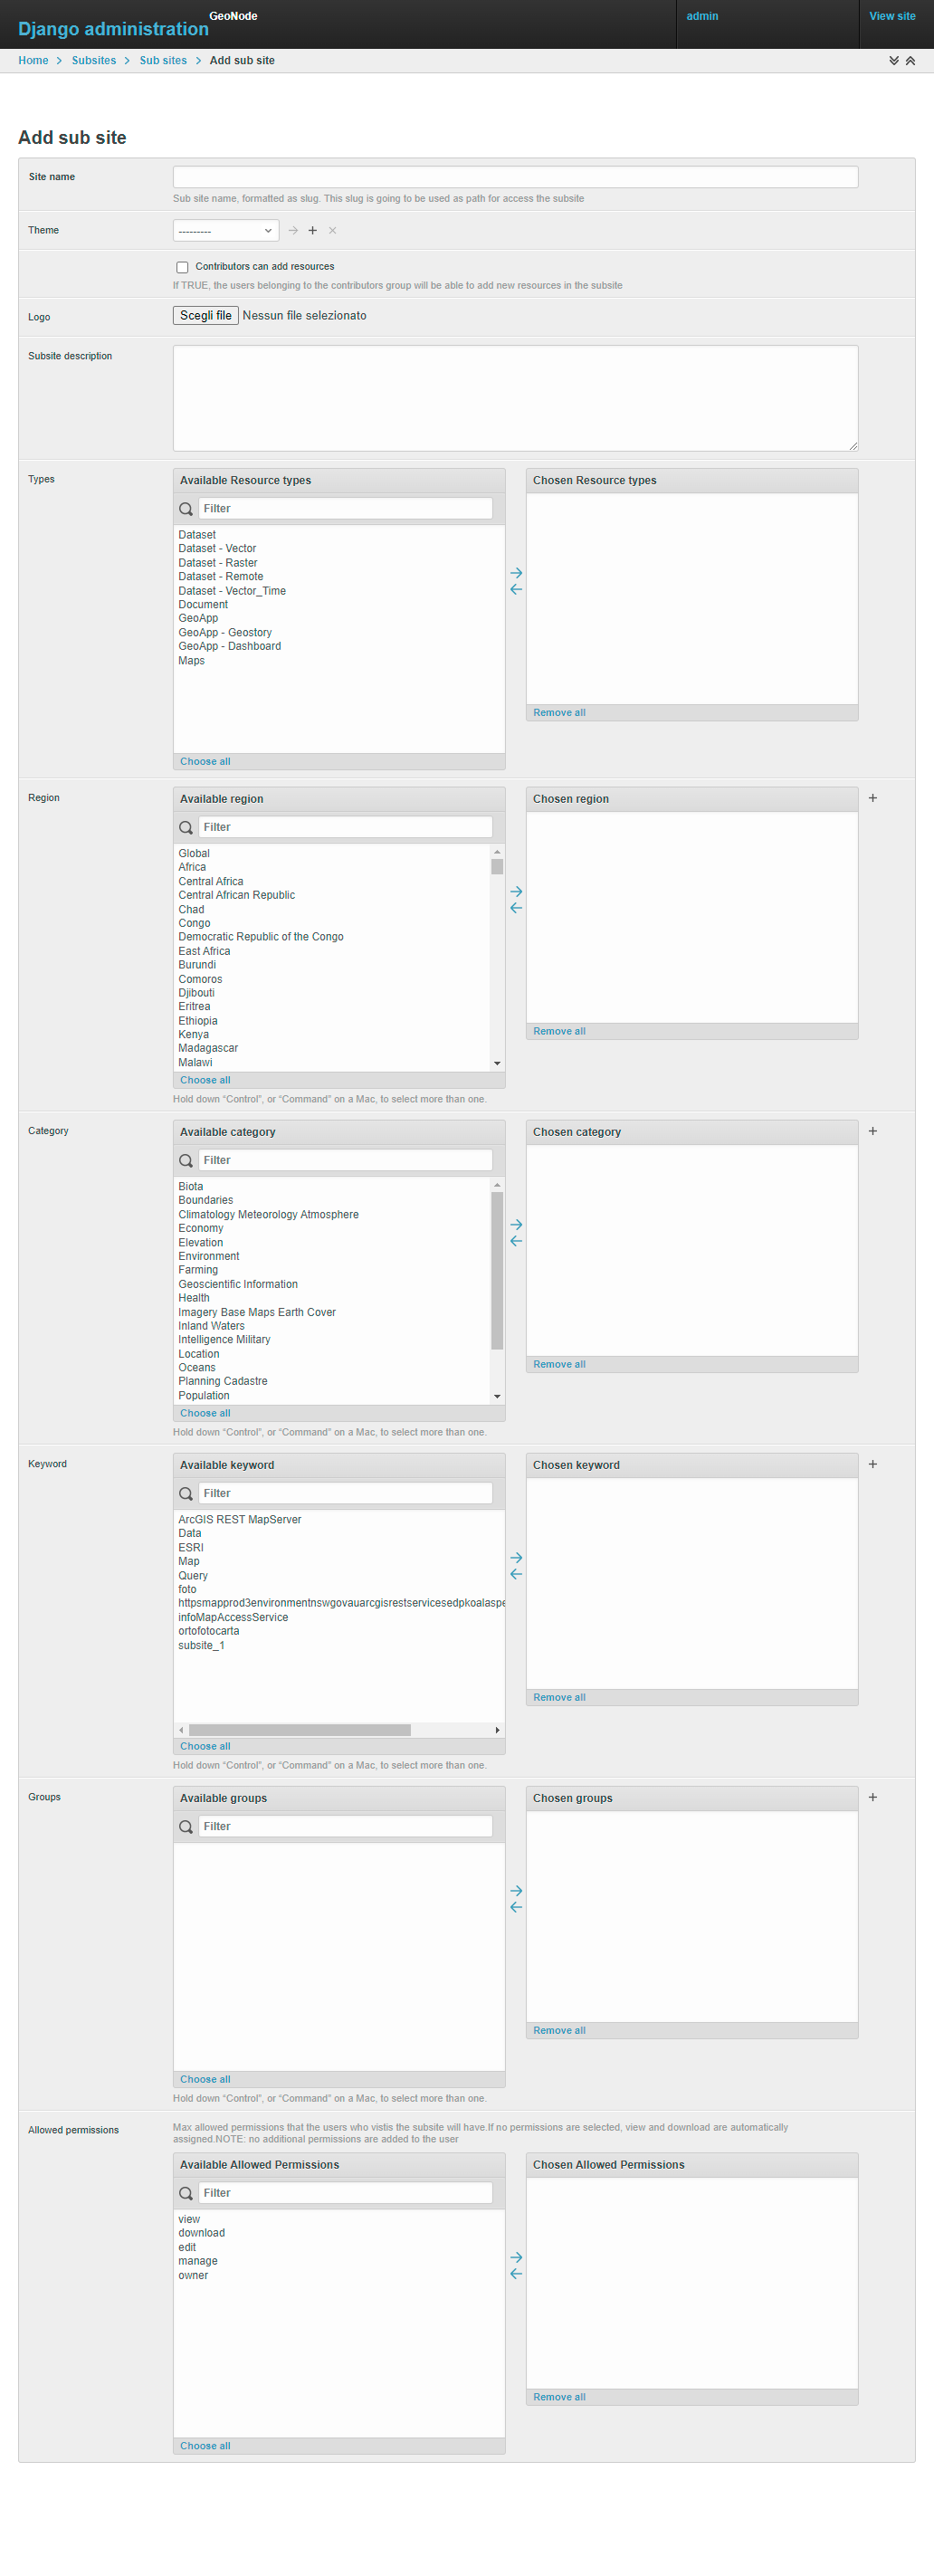 GeoNode
Django administration
admin
View site
Home > Subsites > Sub sites > Add sub site
Add sub site
Site name
Sub site name, formatted as slug. This slug is going to be used as path for access the subsite
Theme
---------
Contributors can add resources
If TRUE, the users belonging to the contributors group will be able to add new resources in the subsite
Logo
Scegli file Nessun file selezionato
Subsite description
Types
Available Resource types
Filter
Dataset
Dataset - Vector
Dataset - Raster
Dataset - Remote
Dataset - Vector_Time
Document
GeoApp
GeoApp - Geostory
GeoApp - Dashboard
Maps
Choose all
Chosen Resource types
Remove all
Region
Available region
Filter
Global
Africa
Central Africa
Central African Republic
Chad
Congo
Democratic Republic of the Congo
East Africa
Burundi
Comoros
Djibouti
Eritrea
Ethiopia
Kenya
Madagascar
Malawi
Choose all
Chosen region
Remove all
Hold down “Control”, or “Command” on a Mac, to select more than one.
Category
Available category
Filter
Biota
Boundaries
Climatology Meteorology Atmosphere
Economy
Elevation
Environment
Farming
Geoscientific Information
Health
Imagery Base Maps Earth Cover
Inland Waters
Intelligence Military
Location
Oceans
Planning Cadastre
Population
Choose all
Chosen category
Remove all
Hold down “Control”, or “Command” on a Mac, to select more than one.
Keyword
Available keyword
Filter
ArcGIS REST MapServer
Data
ESRI
Map
Query
foto
httpsmapprod3environmentnswgovauarcgisrestservicesedpkoalaspe
infoMapAccessService
ortofotocarta
subsite_1
Choose all
Chosen keyword
Remove all
Hold down “Control”, or “Command” on a Mac, to select more than one.
Groups
Available groups
Filter
Choose all
Chosen groups
Remove all
Hold down “Control”, or “Command” on a Mac, to select more than one.
Allowed permissions
Max allowed permissions that the users who vistis the subsite will have.If no permissions are selected, view and download are automatically
assigned.NOTE: no additional permissions are added to the user
Available Allowed Permissions
Filter
view
download
edit
manage
owner
Choose all
Chosen Allowed Permissions
Remove all